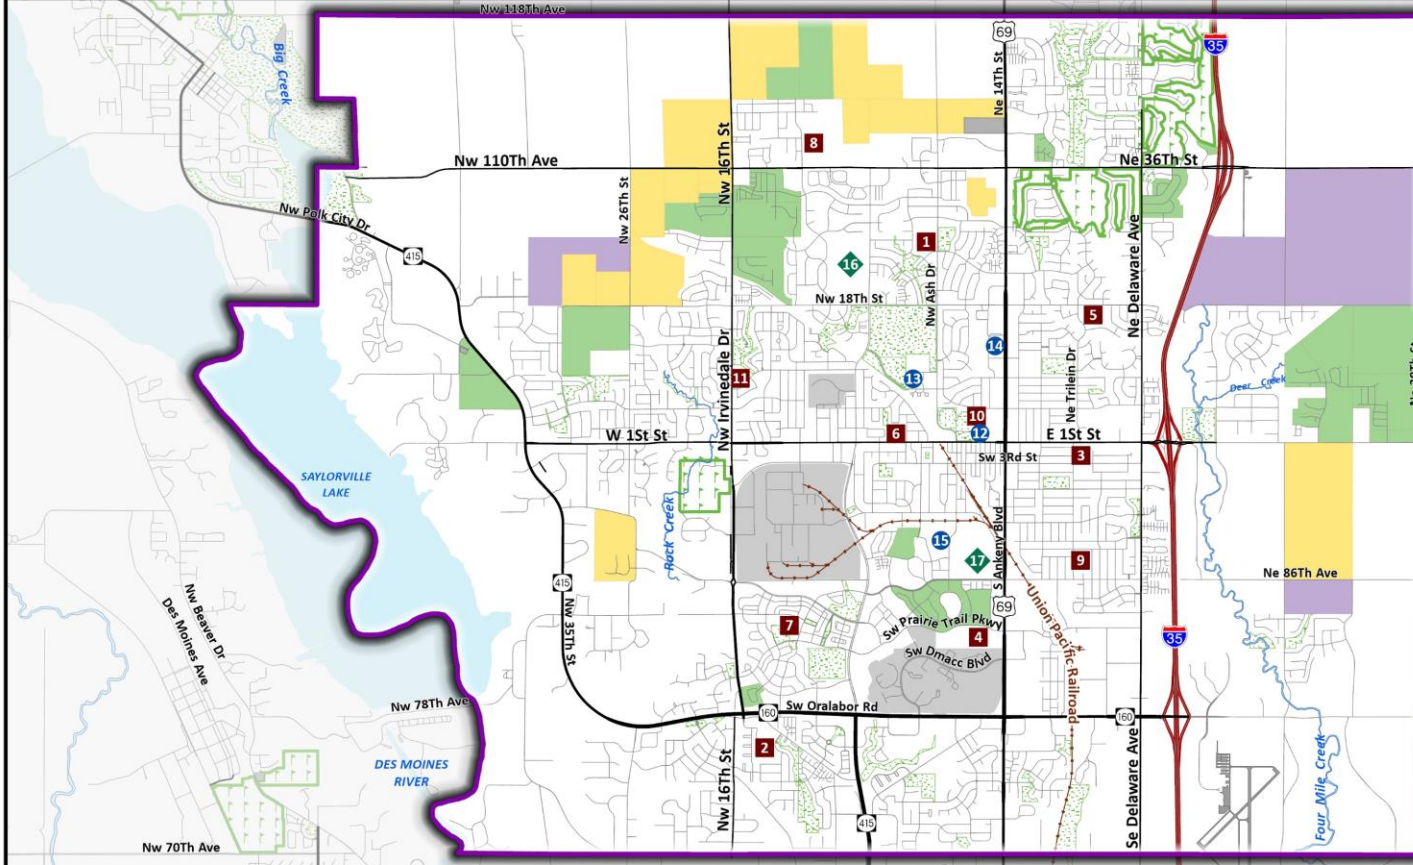 Nw 118Th Ave
Big Creek
69
35
Ne 14Th St
Nw 16Th St
8
Nw 110Th Ave
Ne 36Th St
Nw 26Th St
Nw Polk City Dr
415
1
16
Nw Ash Dr
Ne Delaware Ave
Nw 18Th St
5
14
Nw Irvinedale Dr
Ne Trilein Dr
11
13
Deer Creek
10
6
12
W 1St St
E 1St St
Sw 3Rd St
3
SAYLORVILLE
LAKE
Rock Creek
S Ankeny Blvd
15
17
9
Ne 86Th Ave
415
Nw 35Th St
Nw Beaver Dr
Des Moines Ave
69
Union Pacific Railroad
Sw Prairie Trail Pkwy
7
4
35
Sw Dmacc Blvd
Nw 78Th Ave
Sw Oralabor Rd
160
160
2
DES MOINES
RIVER
Nw 16Th St
Se Delaware Ave
Four Mile Creek
415
Nw 70Th Ave